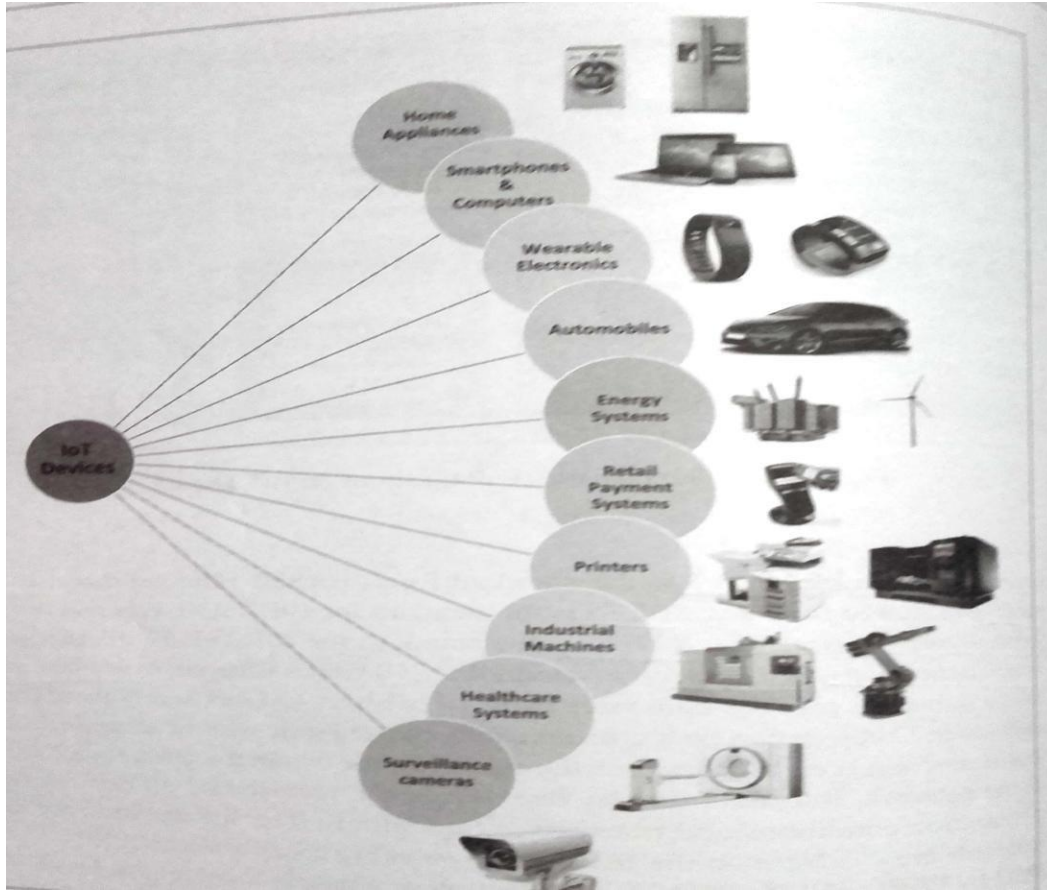 Home
Appliances
Smartphones
&
Computers
Wearable
Electronics
Automobiles
Energy
Systems
IoT
Devices
Retail
Payment
Systems
Printers
Industrial
Machines
Healthcare
Systems
Surveillance
cameras